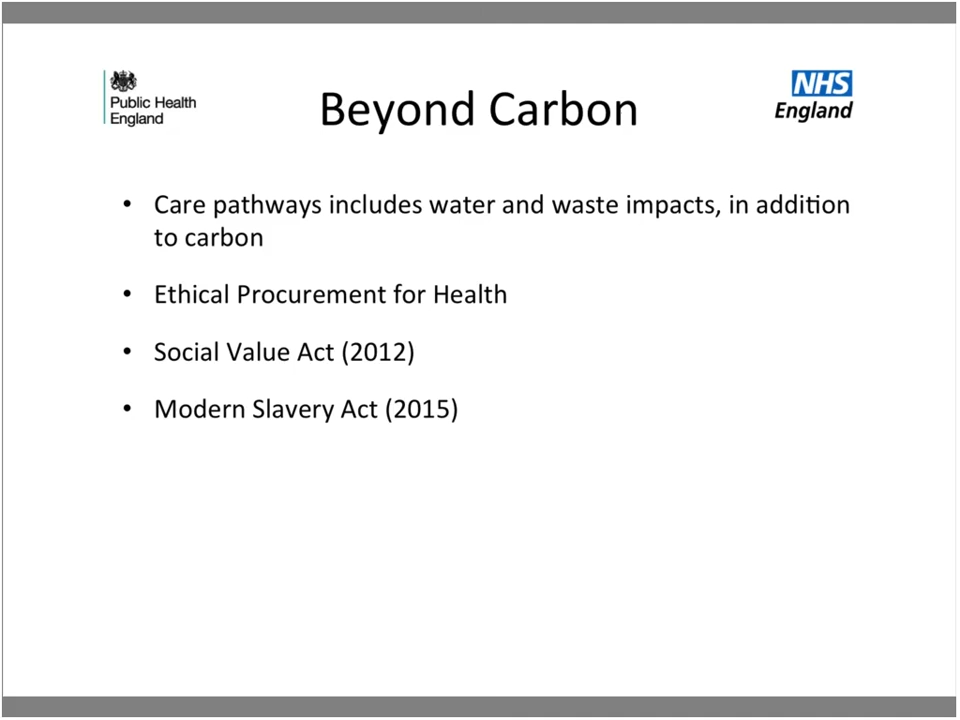 Public Health
England
Beyond Carbon
NHS
England
• Care pathways includes water and waste impacts, in addition
to carbon
• Ethical Procurement for Health
• Social Value Act (2012)
• Modern Slavery Act (2015)